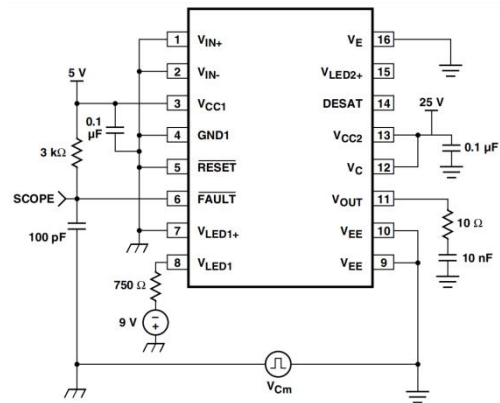 1 V_IN+ V_E 16
2 V_IN- V_LED2+ 15
5 V
3 V_CC1 DESAT 14
25 V
0.1 µF
4 GND1 V_CC2 13
0.1 µF
3 kΩ
5 RESET V_C 12
SCOPE
6 FAULT V_OUT 11
100 pF
10 Ω
7 V_LED1+ V_EE 10
10 nF
8 V_LED1 V_EE 9
750 Ω
9 V
- +
V_Cm